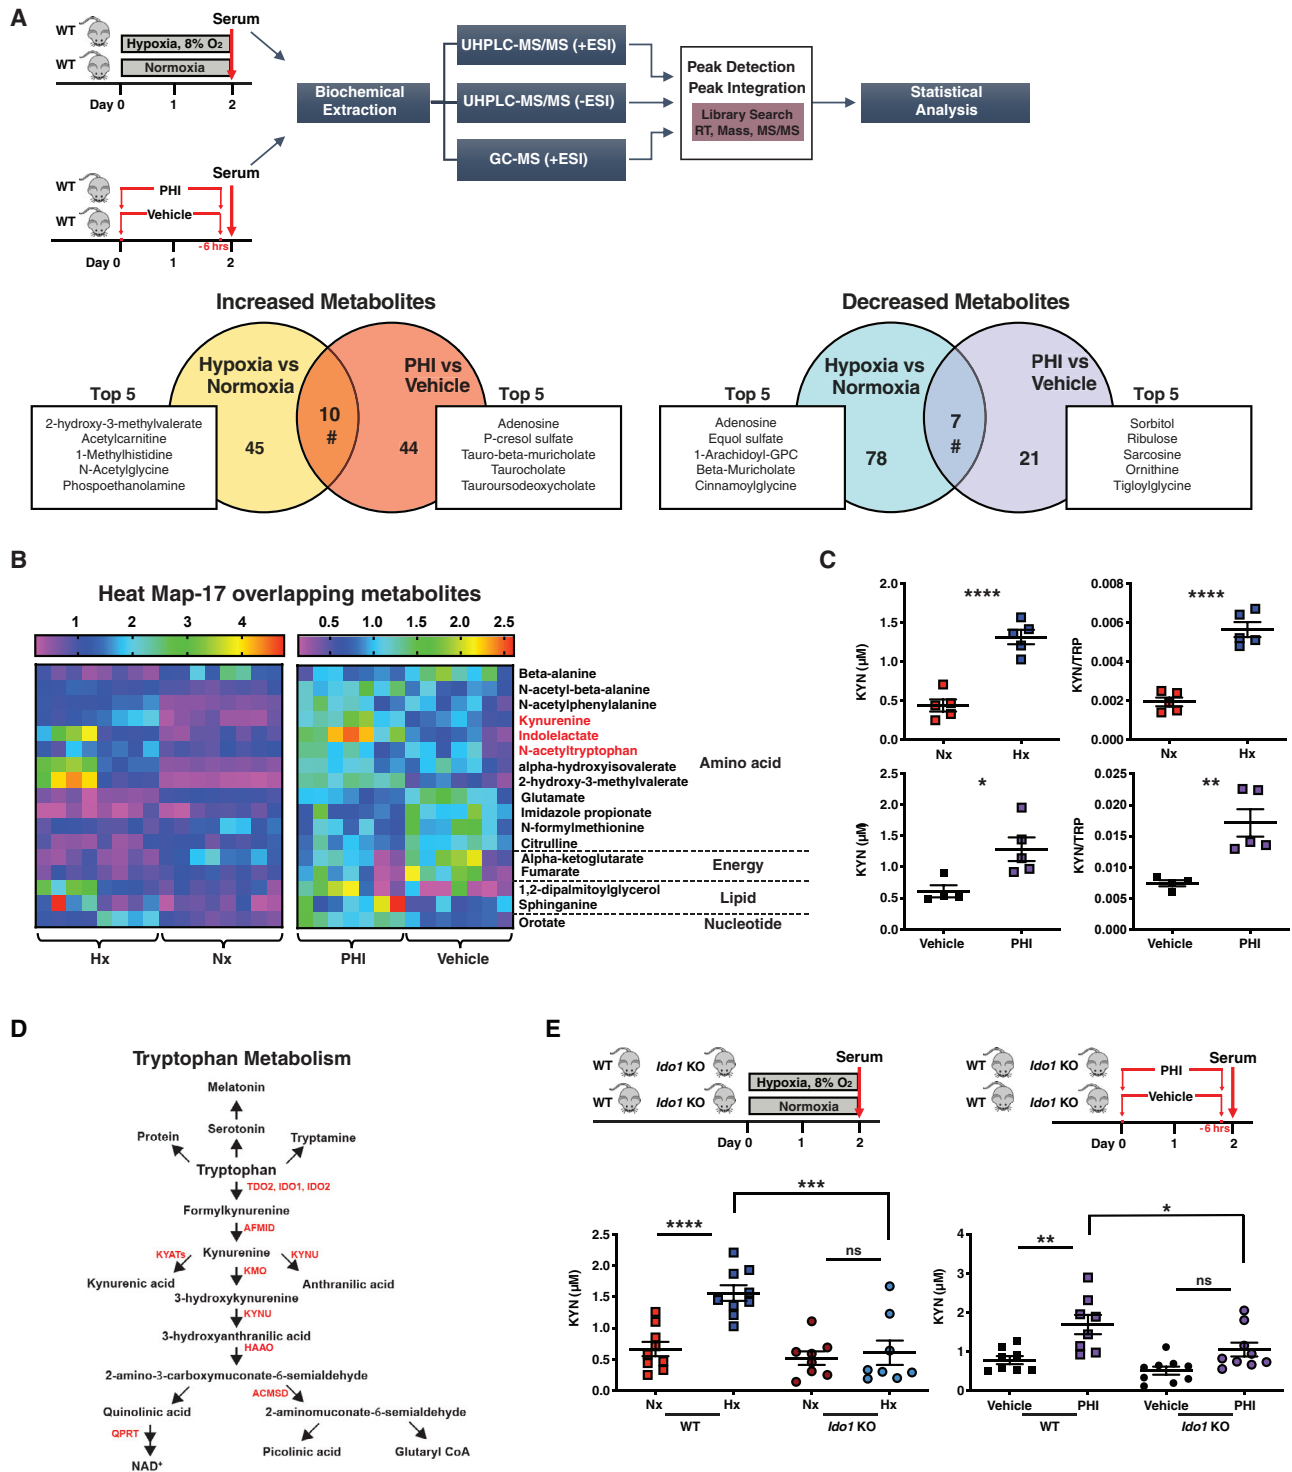 A
WT
Hypoxia, 8% O2
Serum
WT
Normoxia
Day 0
1
2
WT
PHI
Serum
WT
Vehicle
-6 hrs
Day 0
1
2
Biochemical
Extraction
UHPLC-MS/MS (+ESI)
UHPLC-MS/MS (-ESI)
GC-MS (+ESI)
Peak Detection
Peak Integration
Library Search
RT, Mass, MS/MS
Statistical
Analysis
Increased Metabolites
Hypoxia vs
Normoxia
PHI vs
Vehicle
Top 5
2-hydroxy-3-methylvalerate
Acetylcarnitine
1-Methylhistidine
N-Acetylglycine
Phospoethanolamine
45
10
#
44
Top 5
Adenosine
P-cresol sulfate
Tauro-beta-muricholate
Taurocholate
Tauroursodeoxycholate
Decreased Metabolites
Hypoxia vs
Normoxia
PHI vs
Vehicle
Top 5
Adenosine
Equol sulfate
1-Arachidoyl-GPC
Beta-Muricholate
Cinnamoylglycine
78
7
#
21
Top 5
Sorbitol
Ribulose
Sarcosine
Ornithine
Tigloylglycine
B
Heat Map-17 overlapping metabolites
1 2 3 4
0.5 1.0 1.5 2.0 2.5
Beta-alanine
N-acetyl-beta-alanine
N-acetylphenylalanine
Kynurenine
Indolelactate
N-acetyltryptophan
alpha-hydroxyisovalerate
2-hydroxy-3-methylvalerate
Glutamate
Imidazole propionate
N-formylmethionine
Citrulline
Alpha-ketoglutarate
Fumarate
1,2-dipalmitoylglycerol
Sphinganine
Orotate
Amino acid
Energy
Lipid
Nucleotide
Hx
Nx
PHI
Vehicle
C
KYN (µM)
2.0
1.5
1.0
0.5
0.0
****
Nx
Hx
KYN/TRP
0.008
0.006
0.004
0.002
0.000
****
Nx
Hx
KYN (µM)
2.5
2.0
1.5
1.0
0.5
0.0
*
Vehicle
PHI
KYN/TRP
0.025
0.020
0.015
0.010
0.005
0.000
**
Vehicle
PHI
D
Tryptophan Metabolism
Melatonin
Serotonin
Protein
Tryptamine
Tryptophan
TDO2, IDO1, IDO2
Formylkynurenine
AFMID
KYATs
Kynurenine
KYNU
Kynurenic acid
KMO
Anthranilic acid
3-hydroxykynurenine
KYNU
3-hydroxyanthranilic acid
HAAO
2-amino-3-carboxymuconate-6-semialdehyde
ACMSD
Quinolinic acid
2-aminomuconate-6-semialdehyde
QPRT
Picolinic acid
Glutaryl CoA
NAD+
E
WT
Ido1 KO
Serum
Hypoxia, 8% O2
WT
Ido1 KO
Normoxia
Day 0
1
2
WT
Ido1 KO
PHI
Serum
WT
Ido1 KO
Vehicle
-6 hrs
Day 0
1
2
KYN (µM)
2.5
2.0
1.5
1.0
0.5
0.0
****
***
ns
Nx
Hx
Nx
Hx
WT
Ido1 KO
KYN (µM)
4
3
2
1
0
**
*
ns
Vehicle
PHI
Vehicle
PHI
WT
Ido1 KO